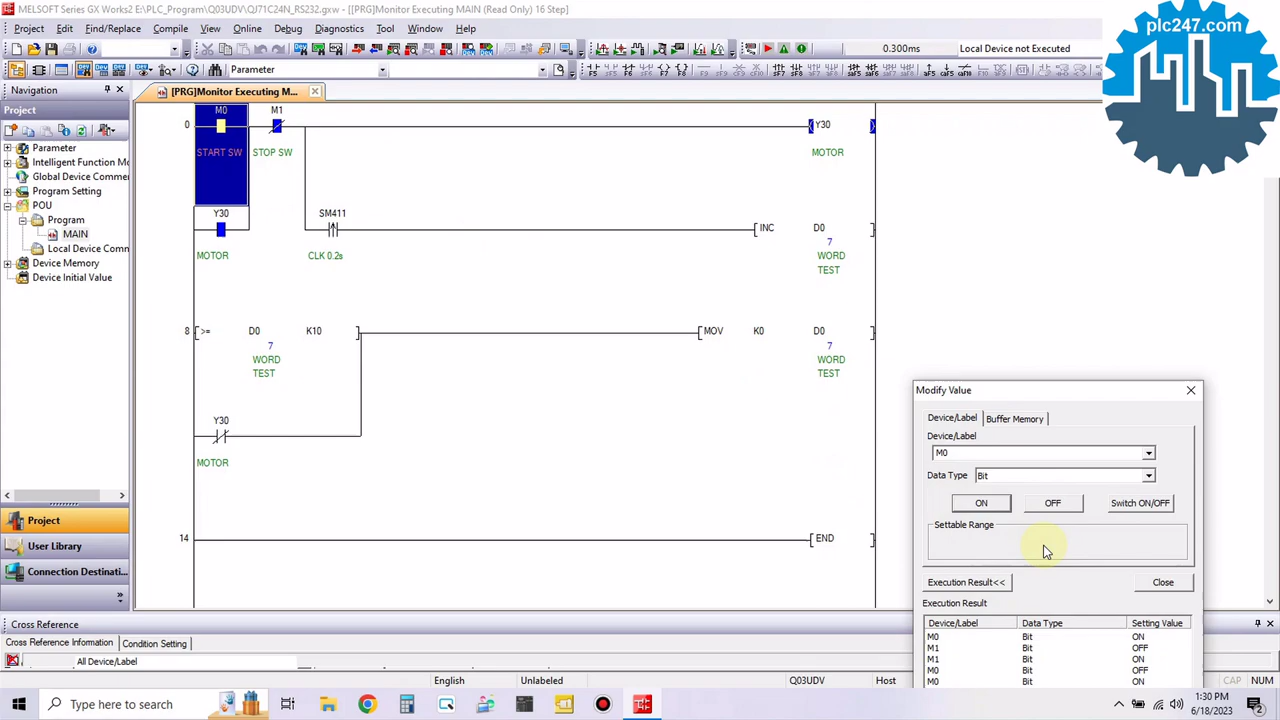 MELSOFT Series GX Works2 E:\PLC_Program\Q03UDV\QJ71C24N_RS232.gxw - [[PRG]Monitor Executing MAIN (Read Only) 16 Step]
plc247.com
Project Edit Find/Replace Compile View Online Debug Diagnostics Tool Window Help
0.300ms Local Device not Executed
Parameter
Navigation
[PRG]Monitor Executing M...
Project
Parameter
Intelligent Function Mo
Global Device Comme
Program Setting
POU
Program
MAIN
Local Device Comn
Device Memory
Device Initial Value
M0 M1
0 Y30
START SW STOP SW MOTOR
Y30 SM411
INC D0
7
MOTOR CLK 0.2s WORD
TEST
8 >= D0 K10 MOV K0 D0
7 7
WORD WORD
TEST TEST
Y30
MOTOR
14 END
Project
User Library
Connection Destinati...
Modify Value
Device/Label Buffer Memory
Device/Label
M0
Data Type Bit
ON OFF Switch ON/OFF
Settable Range
Execution Result<< Close
Execution Result
Device/Label Data Type Setting Value
M0 Bit ON
M1 Bit OFF
M1 Bit ON
M0 Bit OFF
M0 Bit ON
Cross Reference
Cross Reference Information Condition Setting
All Device/Label
English Unlabeled Q03UDV Host CAP NUM
Type here to search
1:30 PM
6/18/2023
2